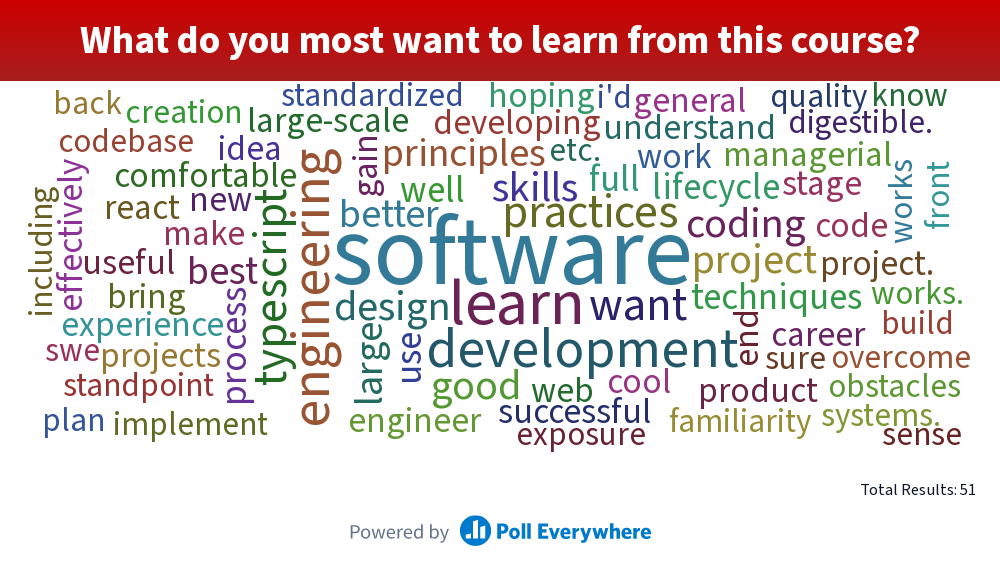 What do you most want to learn from this course?
standardized hoping i'd general quality know
back creation large-scale developing understand digestible.
codebase idea gain principles etc. work managerial
comfortable well skills full lifecycle stage works front
including effectively react new typescript engineering better practices coding code
make software
useful best project project.
bring process design learn want techniques works.
experience large use development end career build
swe projects sure overcome
standpoint good web cool product obstacles
plan implement engineer successful familiarity systems.
exposure sense
Total Results: 51
Powered by Poll Everywhere